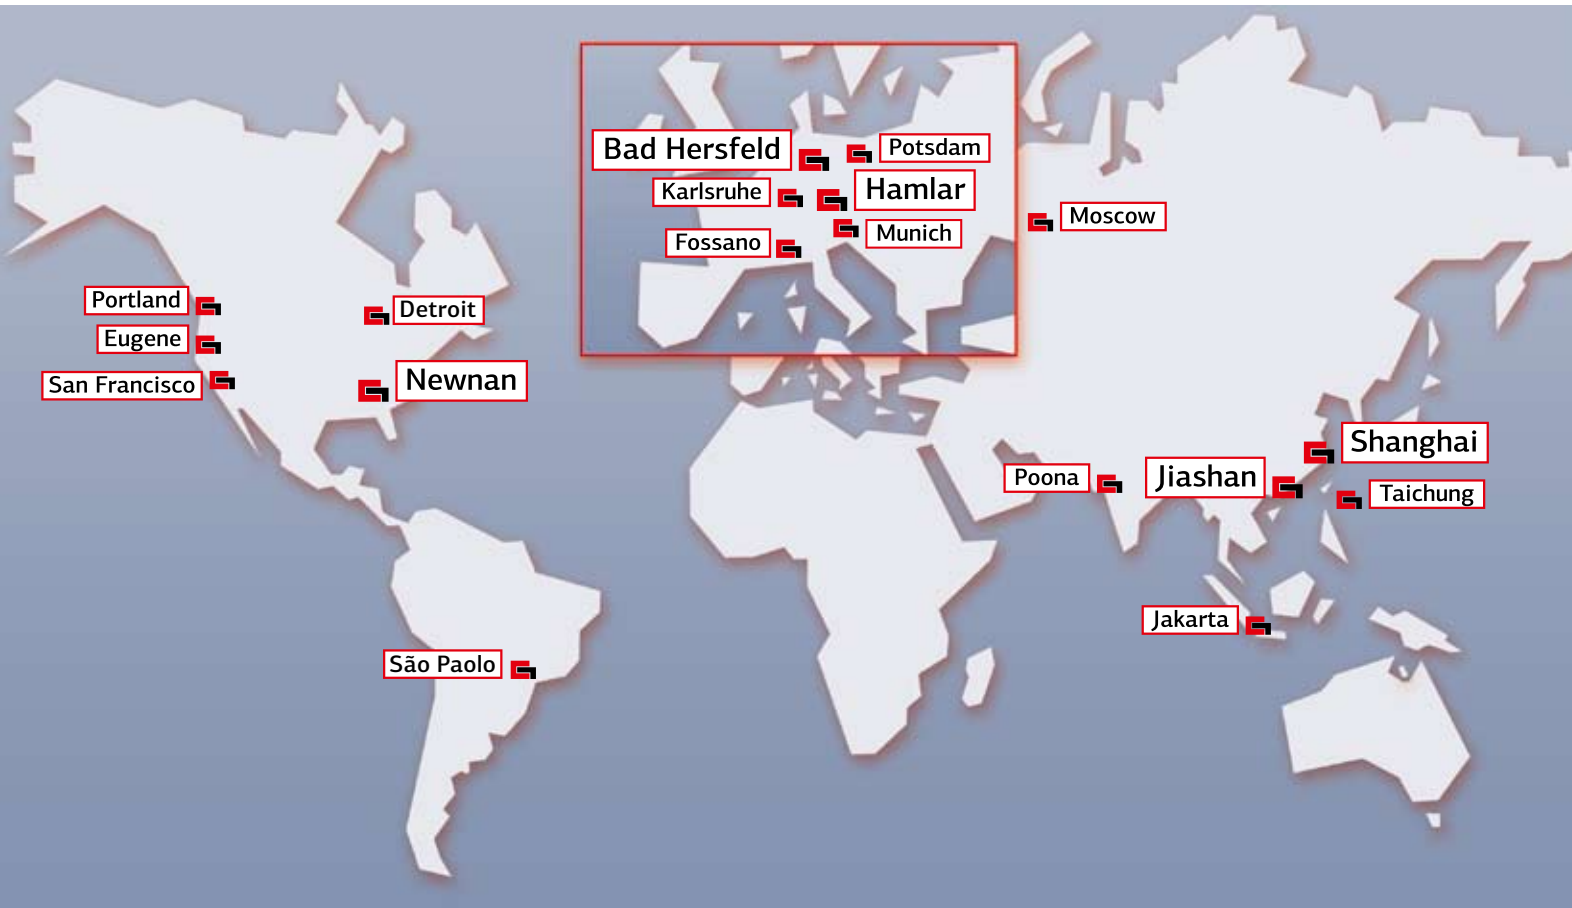 Bad Hersfeld
Potsdam
Karlsruhe
Hamlar
Fossano
Munich
Moscow
Portland
Detroit
Eugene
San Francisco
Newnan
Shanghai
Poona
Jiashan
Taichung
Jakarta
São Paolo